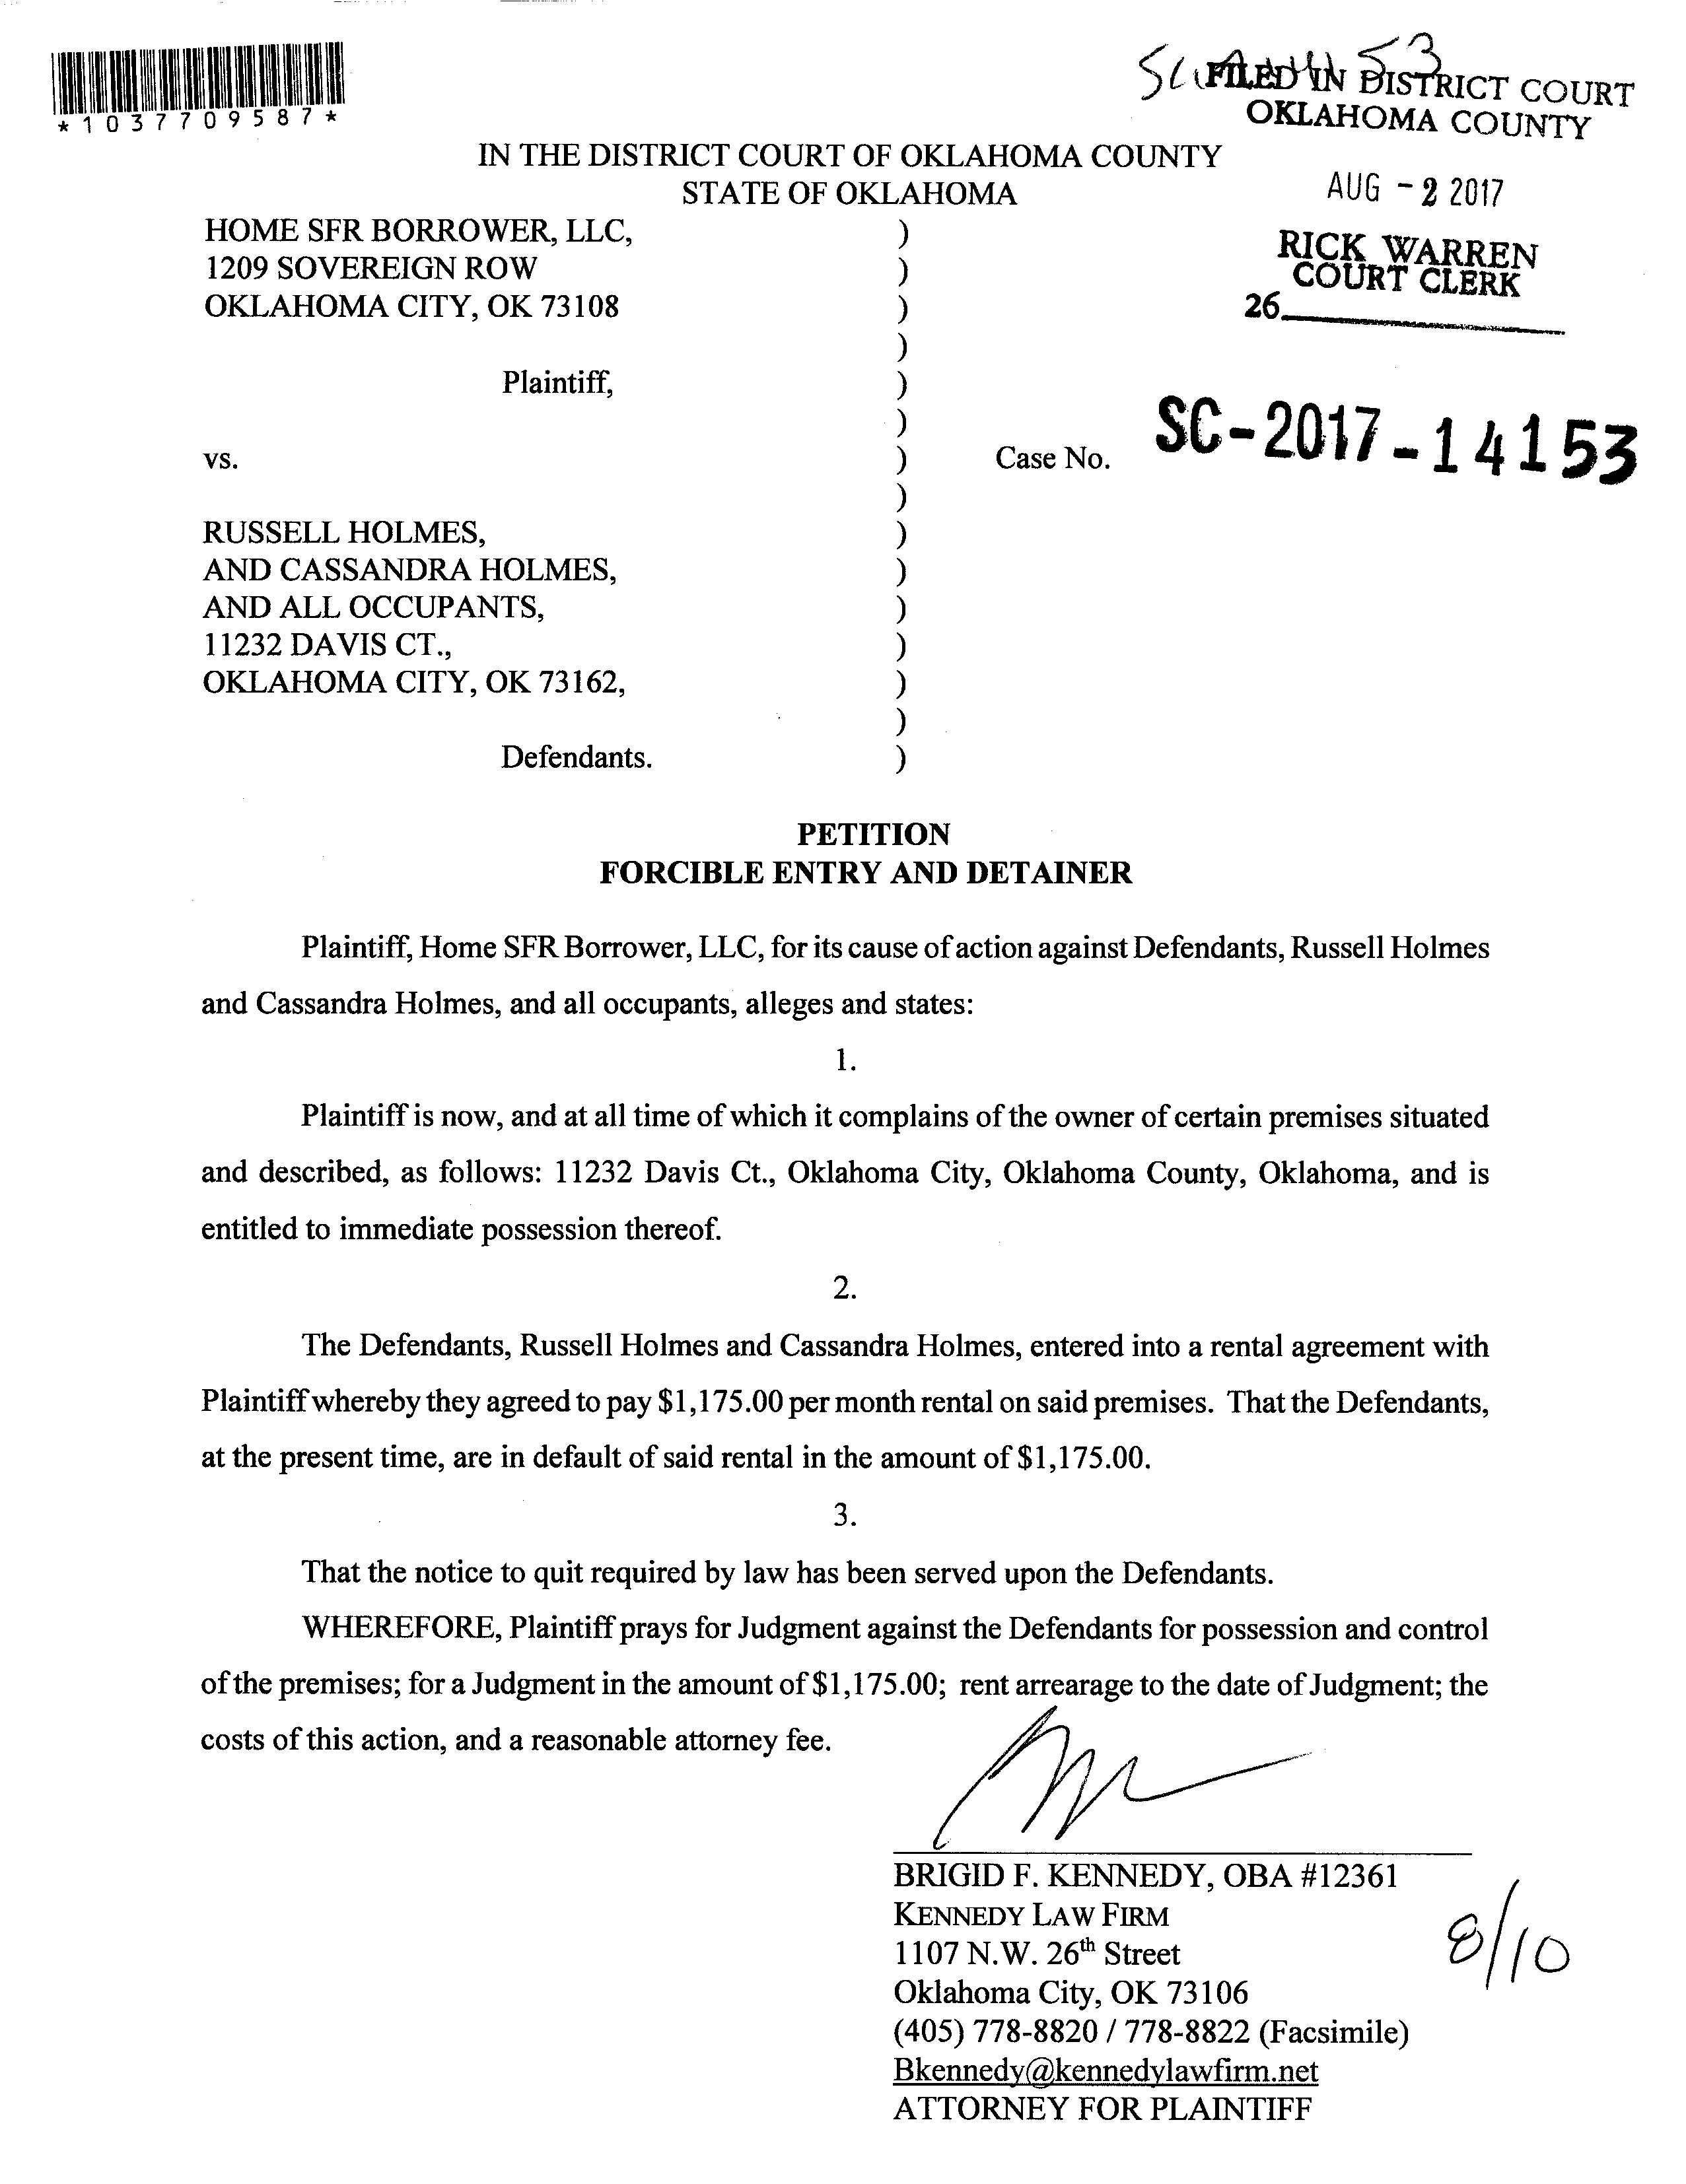 *1037709587*
FILED IN DISTRICT COURT
OKLAHOMA COUNTY
IN THE DISTRICT COURT OF OKLAHOMA COUNTY
STATE OF OKLAHOMA
AUG - 2 2017
RICK WARREN
COURT CLERK
26
HOME SFR BORROWER, LLC, )
1209 SOVEREIGN ROW )
OKLAHOMA CITY, OK 73108 )
)
Plaintiff, )
)
vs. ) Case No. SC-2017-14153
)
RUSSELL HOLMES, )
AND CASSANDRA HOLMES, )
AND ALL OCCUPANTS, )
11232 DAVIS CT., )
OKLAHOMA CITY, OK 73162, )
)
Defendants. )
PETITION
FORCIBLE ENTRY AND DETAINER
Plaintiff, Home SFR Borrower, LLC, for its cause of action against Defendants, Russell Holmes
and Cassandra Holmes, and all occupants, alleges and states:
1.
Plaintiff is now, and at all time of which it complains of the owner of certain premises situated
and described, as follows: 11232 Davis Ct., Oklahoma City, Oklahoma County, Oklahoma, and is
entitled to immediate possession thereof.
2.
The Defendants, Russell Holmes and Cassandra Holmes, entered into a rental agreement with
Plaintiff whereby they agreed to pay $1,175.00 per month rental on said premises. That the Defendants,
at the present time, are in default of said rental in the amount of $1,175.00.
3.
That the notice to quit required by law has been served upon the Defendants.
WHEREFORE, Plaintiff prays for Judgment against the Defendants for possession and control
of the premises; for a Judgment in the amount of $1,175.00; rent arrearage to the date of Judgment; the
costs of this action, and a reasonable attorney fee.
BRIGID F. KENNEDY, OBA #12361
KENNEDY LAW FIRM
1107 N.W. 26th Street
Oklahoma City, OK 73106
(405) 778-8820 / 778-8822 (Facsimile)
Bkennedy@kennedylawfirm.net
ATTORNEY FOR PLAINTIFF
8/10